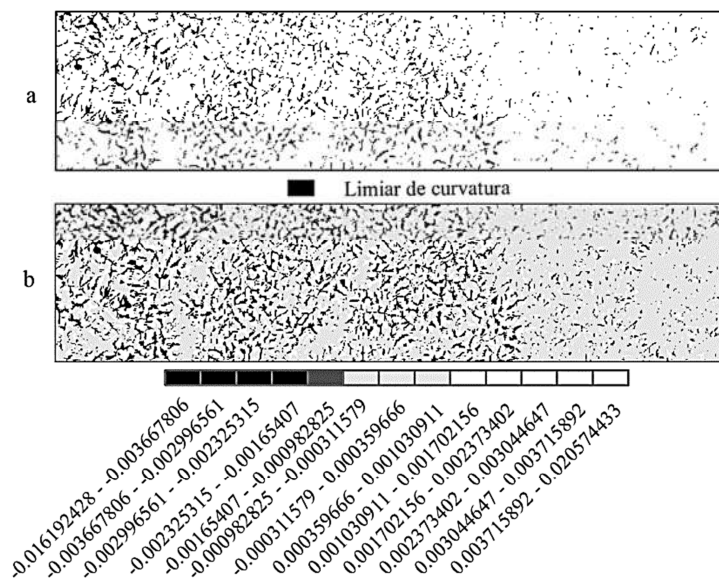 a
Limiar de curvatura
b
-0.016192428 - -0.003667806
-0.003667806 - -0.002996561
-0.002996561 - -0.002325315
-0.002325315 - -0.00165407
-0.00165407 - -0.000982825
-0.000982825 - -0.000311579
-0.000311579 - 0.000359666
0.000359666 - 0.001030911
0.001030911 - 0.001702156
0.001702156 - 0.002373402
0.002373402 - 0.003044647
0.003044647 - 0.003715892
0.003715892 - 0.020574433